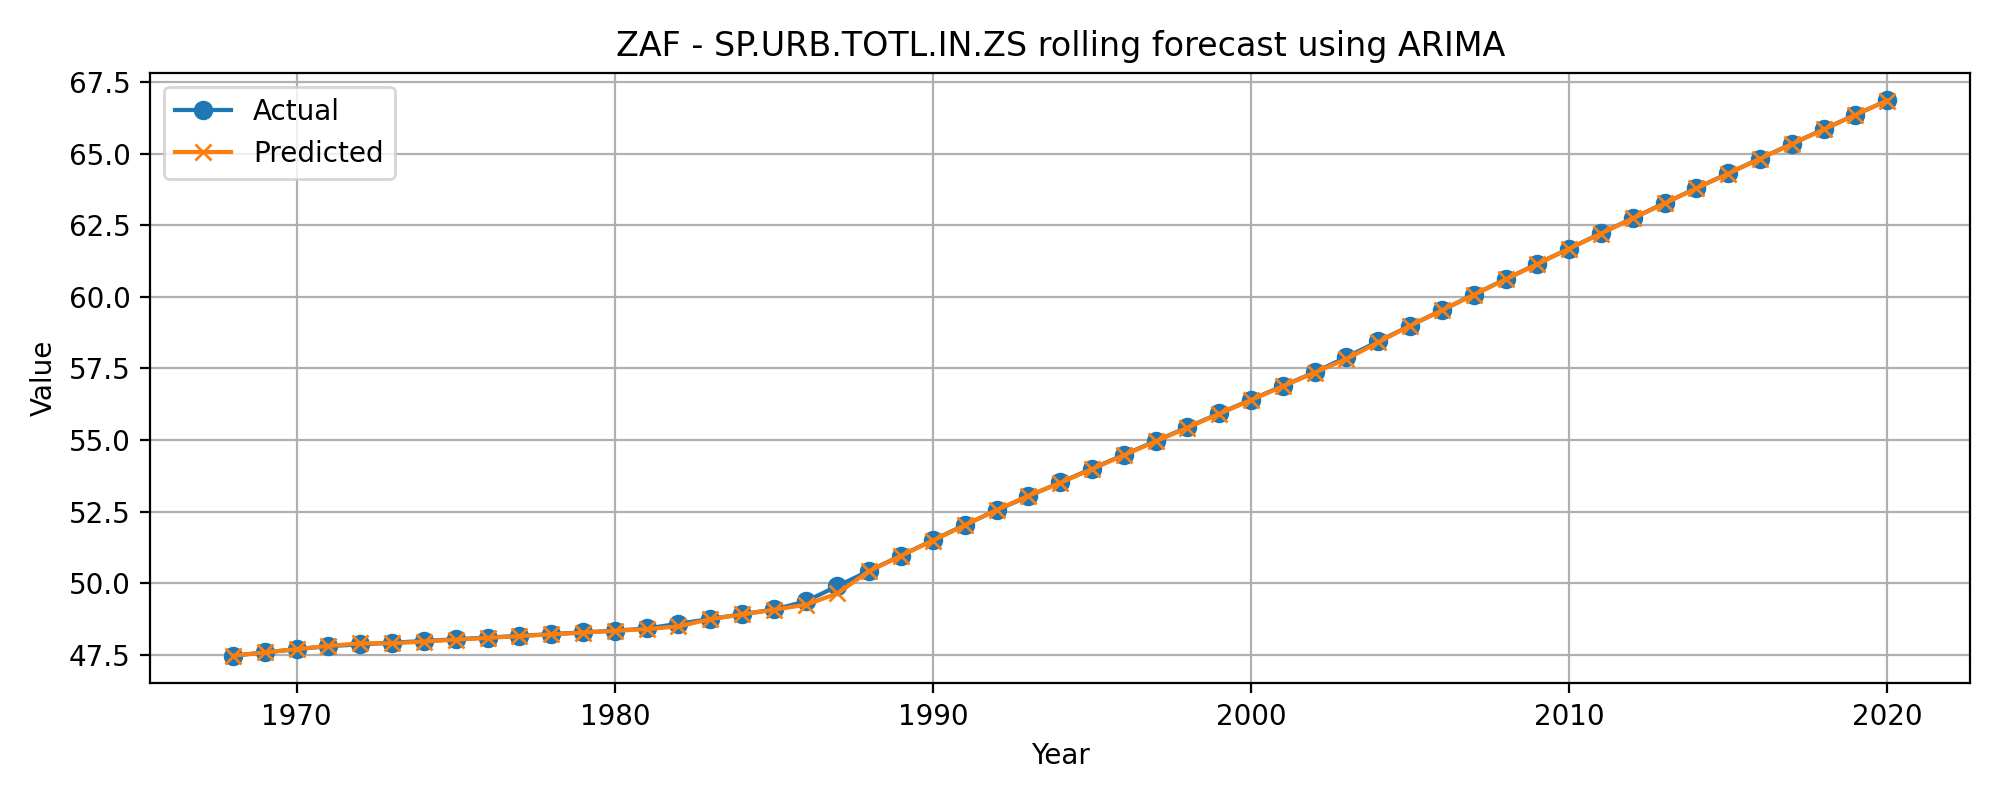 ZAF - SP.URB.TOTL.IN.ZS rolling forecast using ARIMA
Actual
Predicted
67.5
65.0
62.5
60.0
57.5
55.0
52.5
50.0
47.5
Value
1970 1980 1990 2000 2010 2020
Year